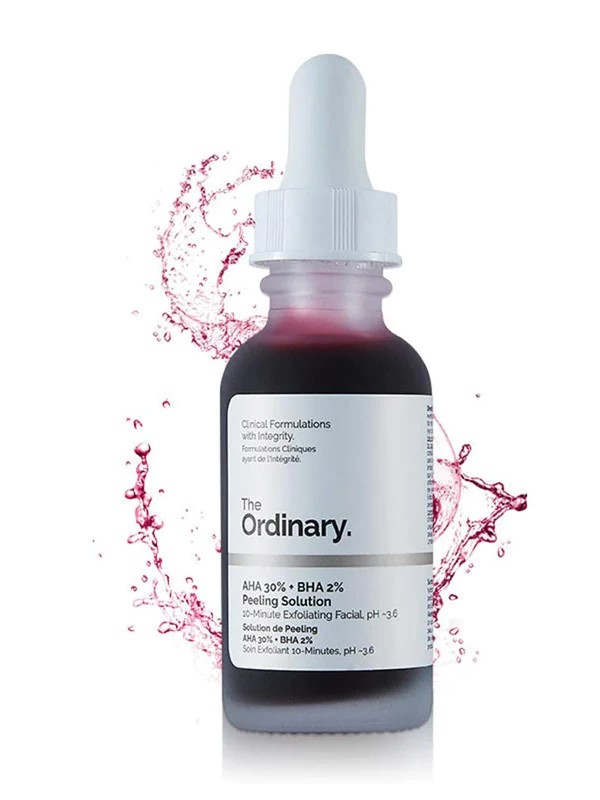 Clinical Formulations
with Integrity.
Formulations Cliniques
ayant de l'Intégrité.
The
Ordinary.
AHA 30% + BHA 2%
Peeling Solution
10-Minute Exfoliating Facial, pH ~3.6
Solution de Peeling
AHA 30% + BHA 2%
Soin Exfoliant 10-Minutes, pH ~3.6